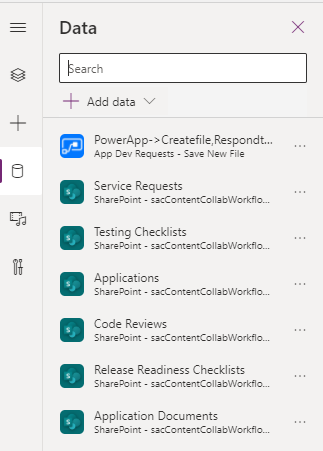 Data
Search
Add data
PowerApp->Createfile,Respondt...
App Dev Requests - Save New File
Service Requests
SharePoint - sacContentCollabWorkflo...
Testing Checklists
SharePoint - sacContentCollabWorkflo...
Applications
SharePoint - sacContentCollabWorkflo...
Code Reviews
SharePoint - sacContentCollabWorkflo...
Release Readiness Checklists
SharePoint - sacContentCollabWorkflo...
Application Documents
SharePoint - sacContentCollabWorkflo...